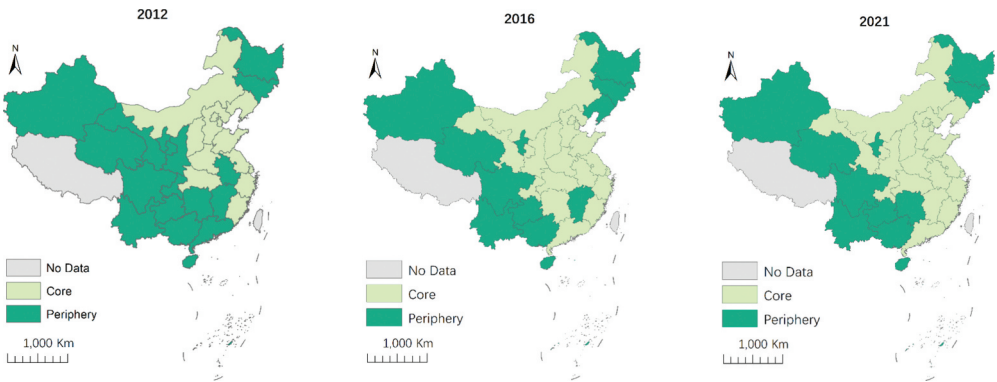 2012
N
No Data
Core
Periphery
1,000 Km
2016
N
No Data
Core
Periphery
1,000 Km
2021
N
No Data
Core
Periphery
1,000 Km